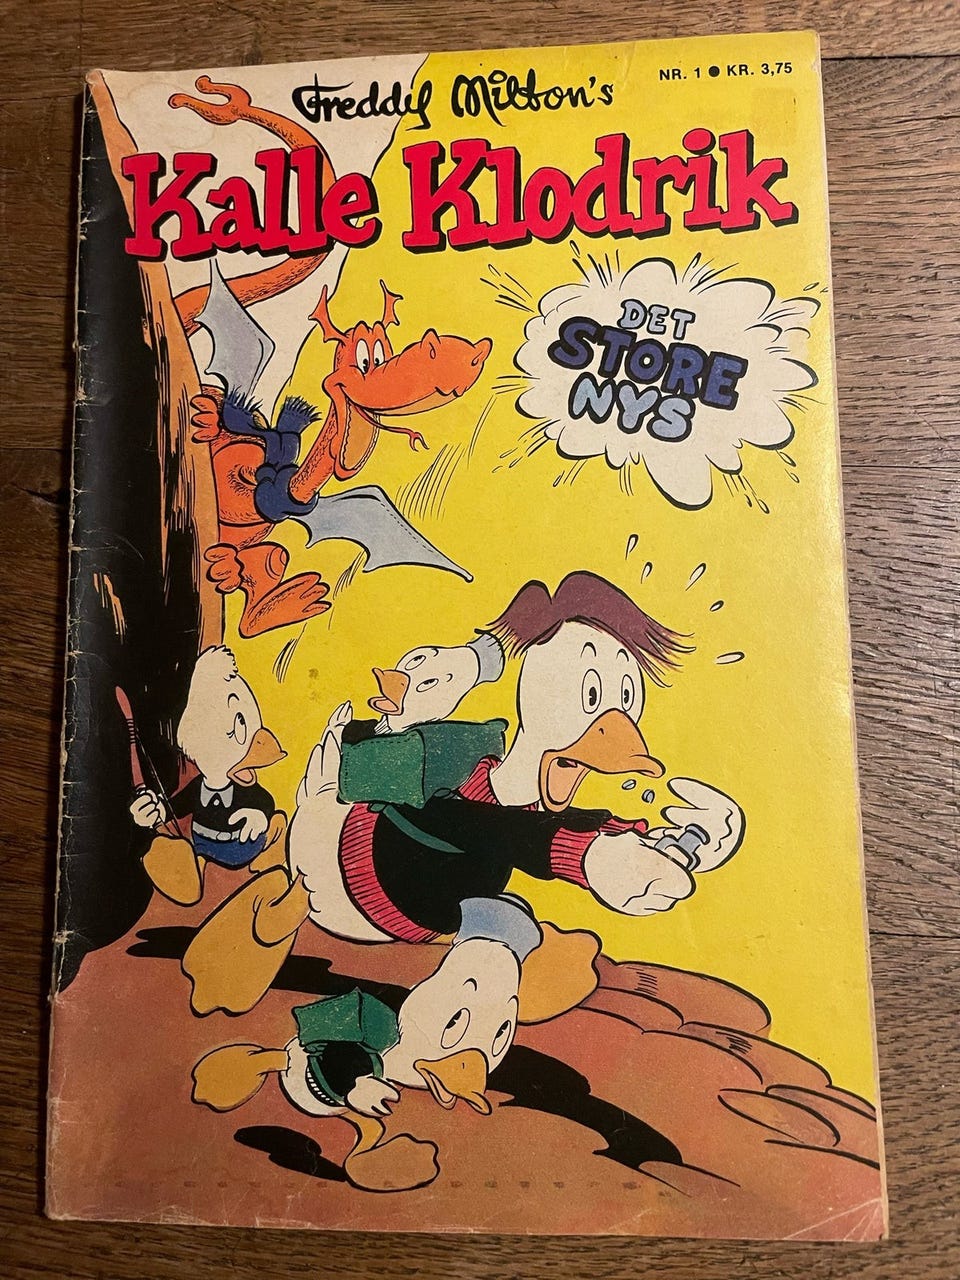 NR. 1 ● KR. 3,75
Freddy Milton's
Kalle Klodrik
DET
STORE
NYS